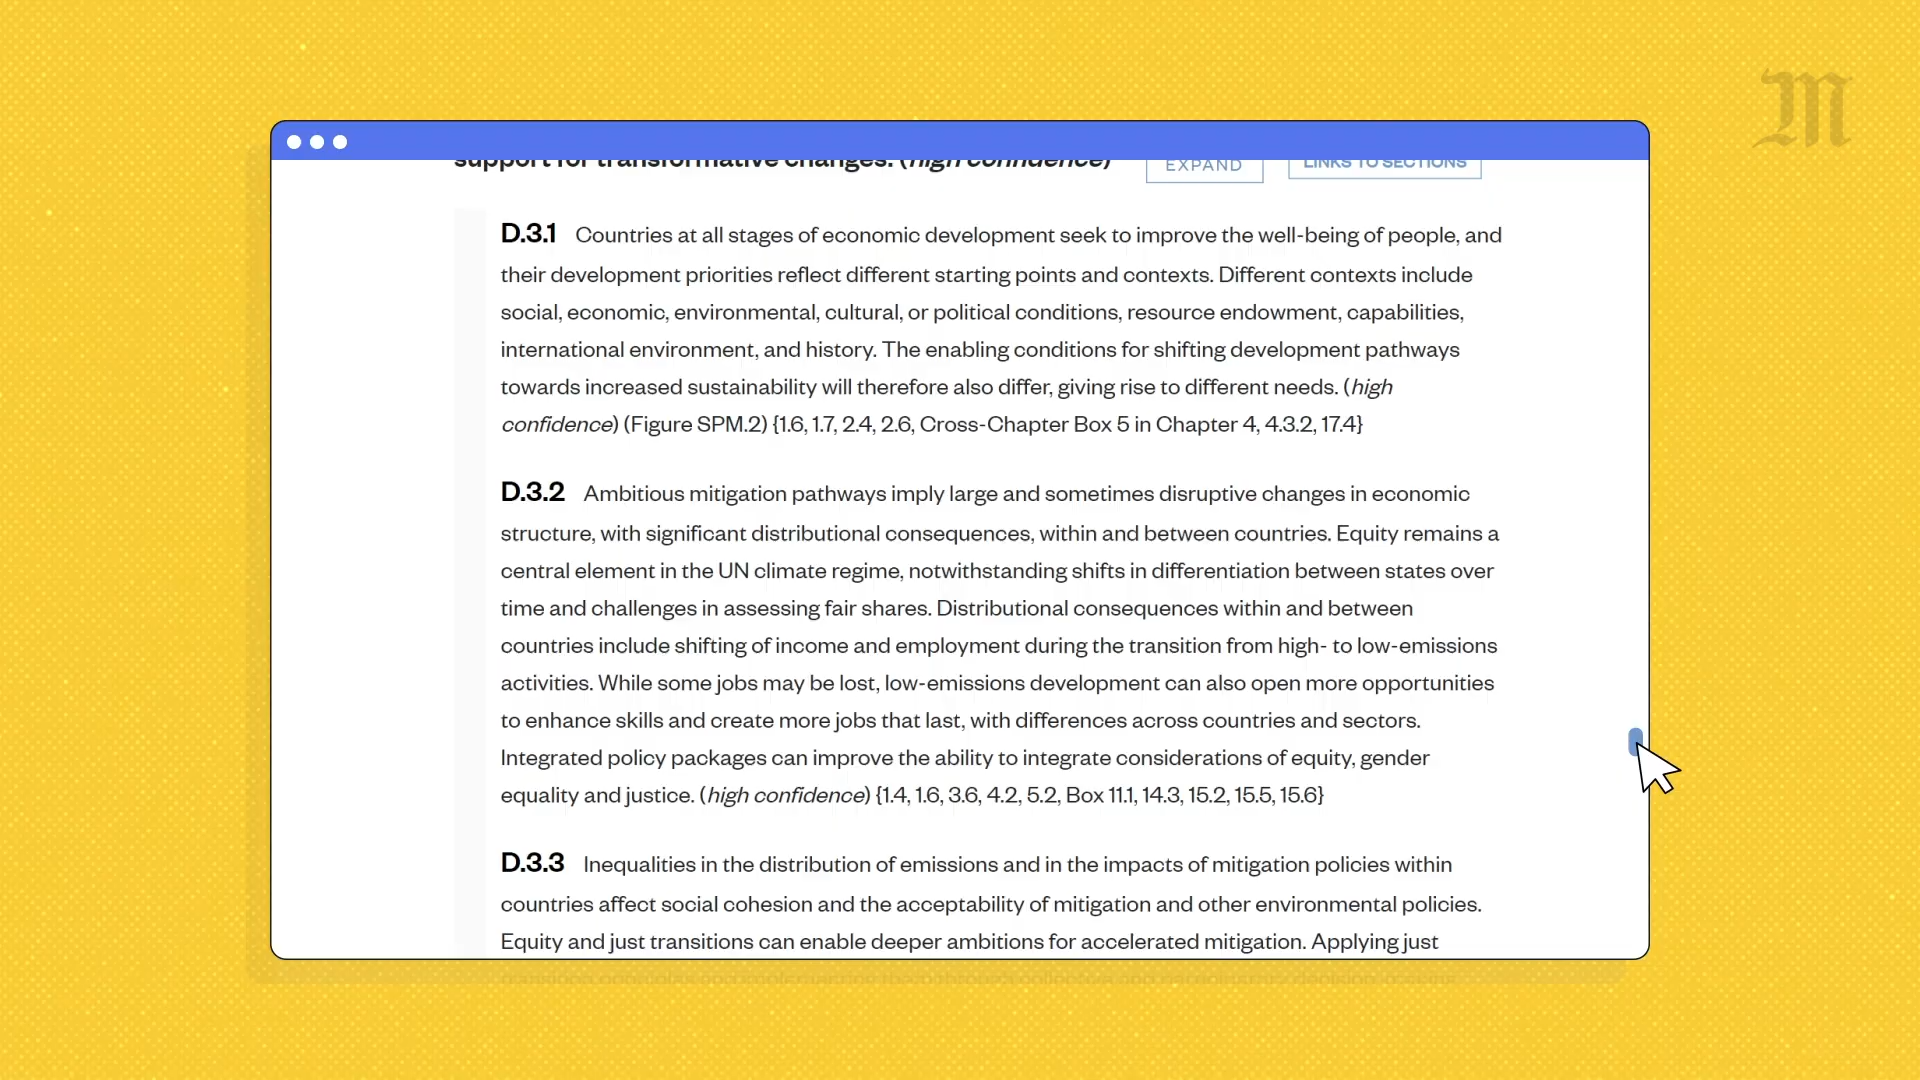 M
support for transformative changes. (high confidence)
EXPAND
LINKS TO SECTIONS
D.3.1 Countries at all stages of economic development seek to improve the well-being of people, and
their development priorities reflect different starting points and contexts. Different contexts include
social, economic, environmental, cultural, or political conditions, resource endowment, capabilities,
international environment, and history. The enabling conditions for shifting development pathways
towards increased sustainability will therefore also differ, giving rise to different needs. (high
confidence) (Figure SPM.2) {1.6, 1.7, 2.4, 2.6, Cross-Chapter Box 5 in Chapter 4, 4.3.2, 17.4}
D.3.2 Ambitious mitigation pathways imply large and sometimes disruptive changes in economic
structure, with significant distributional consequences, within and between countries. Equity remains a
central element in the UN climate regime, notwithstanding shifts in differentiation between states over
time and challenges in assessing fair shares. Distributional consequences within and between
countries include shifting of income and employment during the transition from high- to low-emissions
activities. While some jobs may be lost, low-emissions development can also open more opportunities
to enhance skills and create more jobs that last, with differences across countries and sectors.
Integrated policy packages can improve the ability to integrate considerations of equity, gender
equality and justice. (high confidence) {1.4, 1.6, 3.6, 4.2, 5.2, Box 11.1, 14.3, 15.2, 15.5, 15.6}
D.3.3 Inequalities in the distribution of emissions and in the impacts of mitigation policies within
countries affect social cohesion and the acceptability of mitigation and other environmental policies.
Equity and just transitions can enable deeper ambitions for accelerated mitigation. Applying just